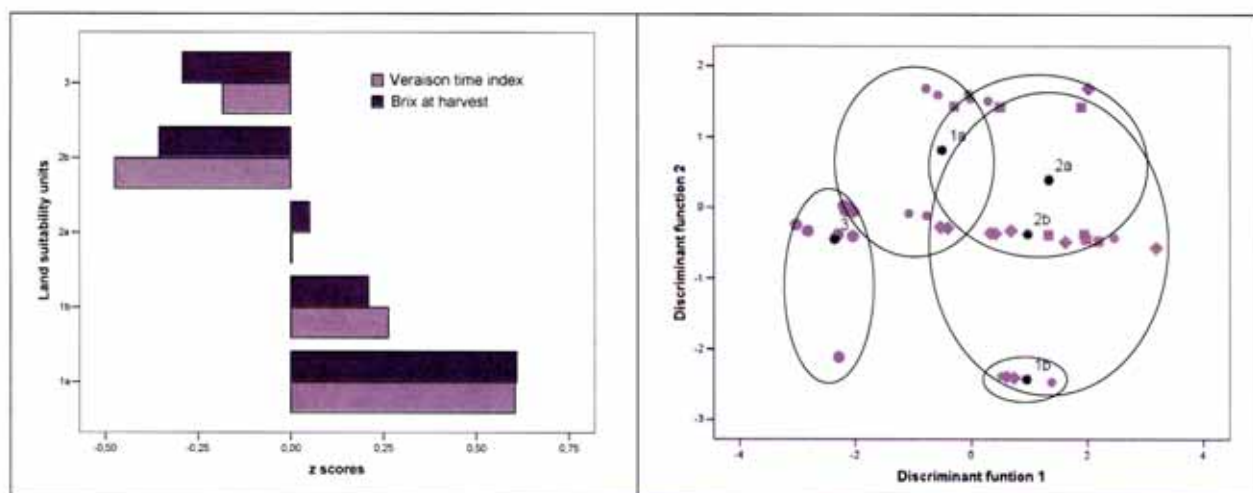 Land suitability units
3
2b
2a
1b
1a
Veraison time index
Brix at harvest
-0.50
-0.25
0.00
0.25
0.50
0.75
z scores
Discriminant function 2
2
1
0
-1
-2
-3
1a
2a
2b
3
1b
-4
-2
0
2
4
Discriminant funtion 1